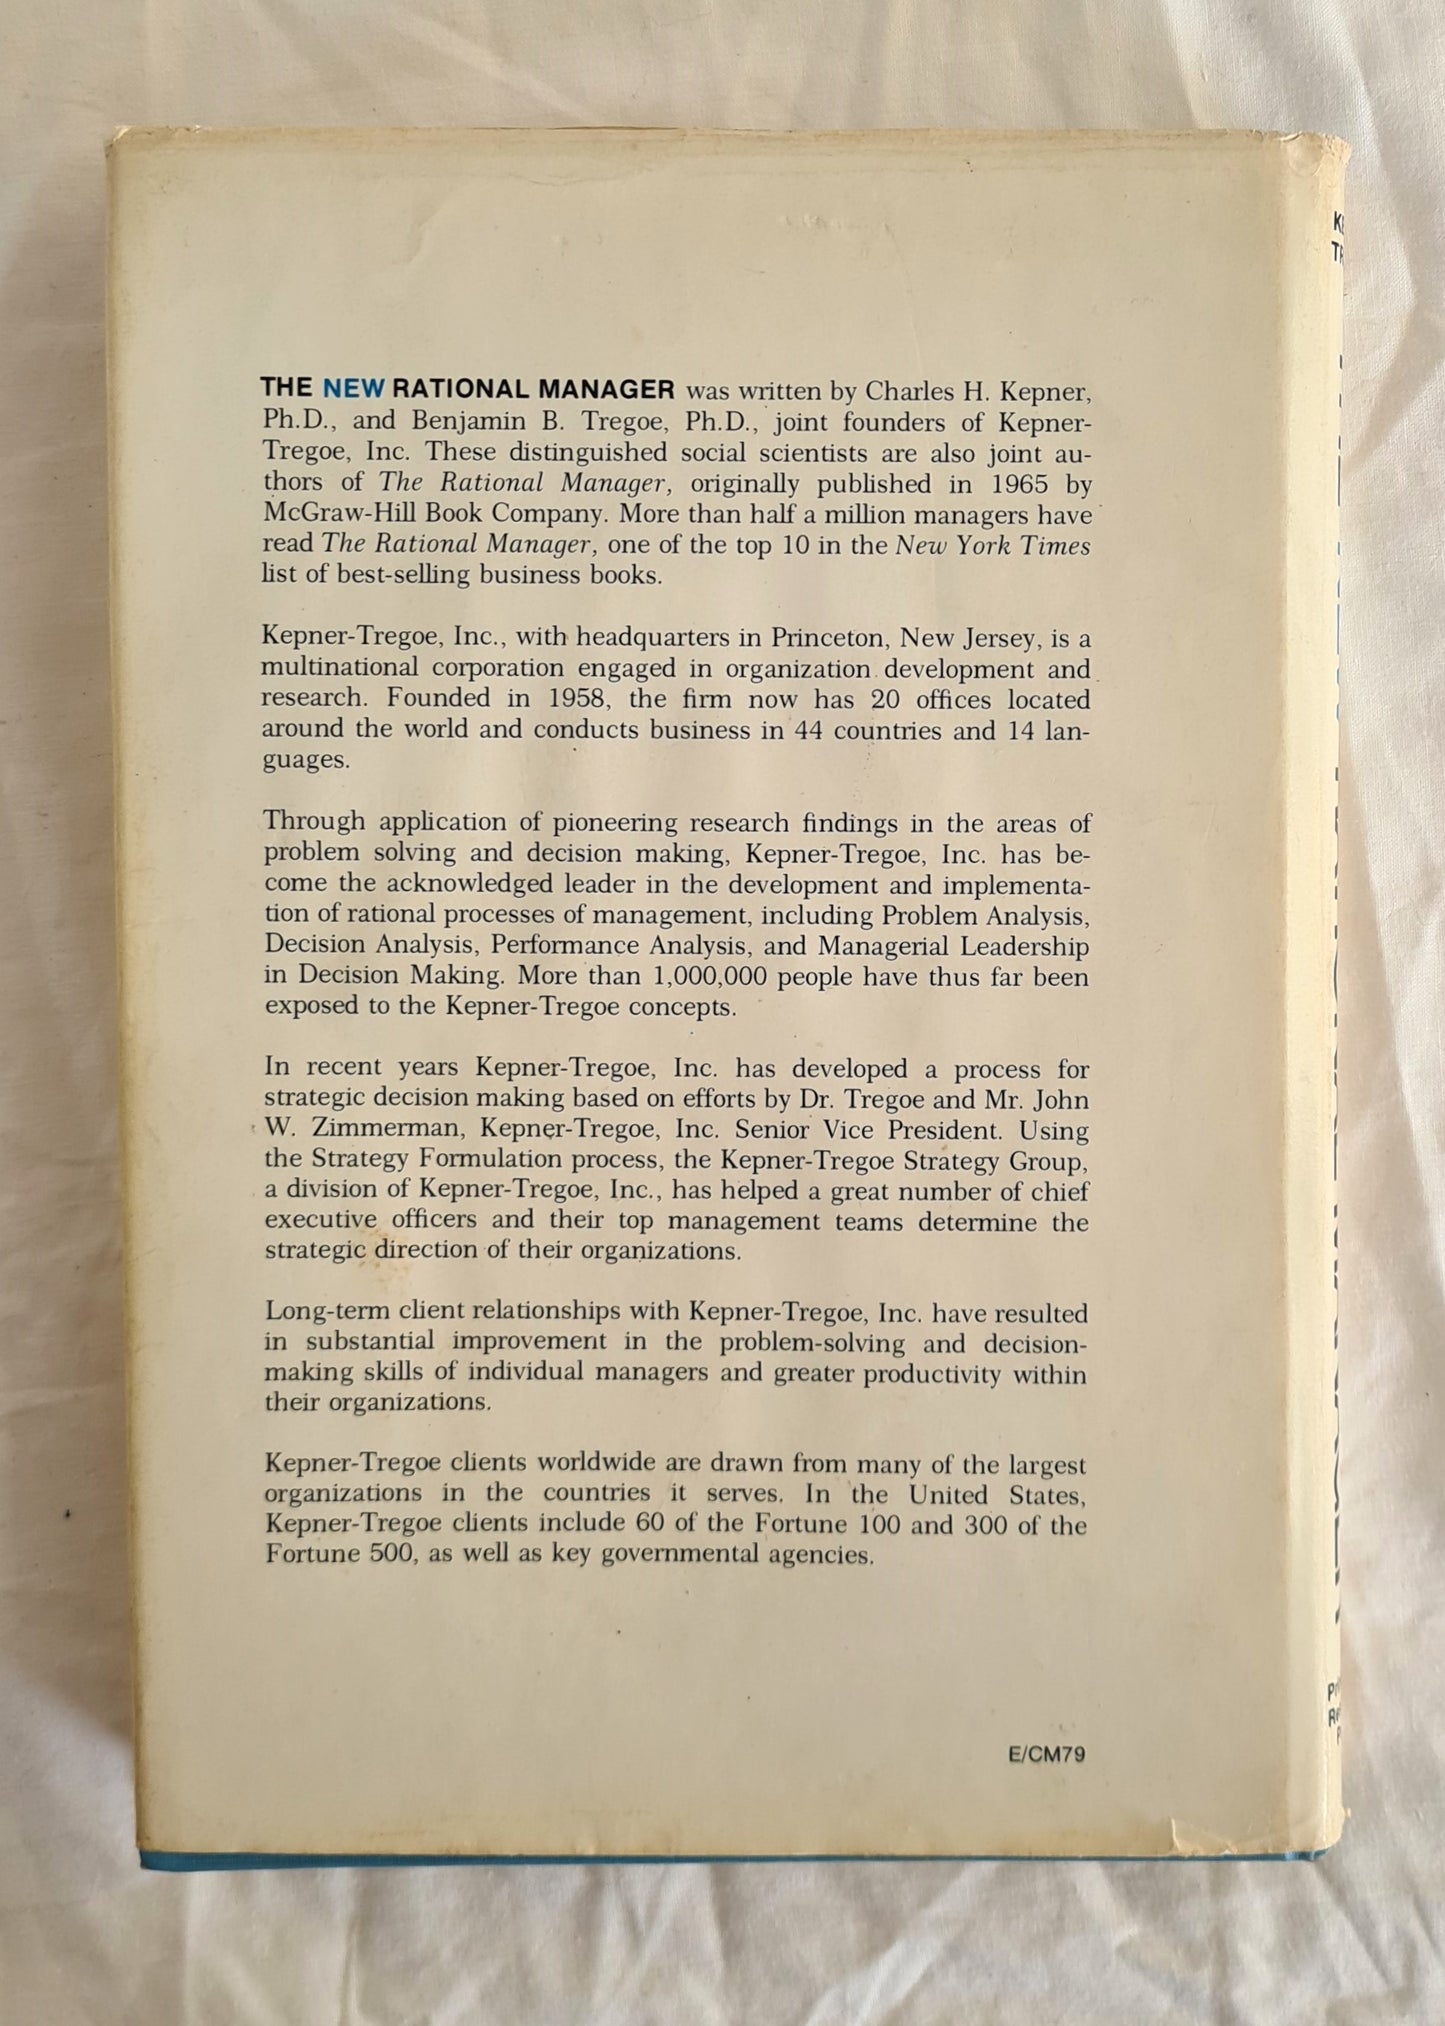 THE NEW RATIONAL MANAGER was written by Charles H. Kepner,
Ph.D., and Benjamin B. Tregoe, Ph.D., joint founders of Kepner-
Tregoe, Inc. These distinguished social scientists are also joint au-
thors of The Rational Manager, originally published in 1965 by
McGraw-Hill Book Company. More than half a million managers have
read The Rational Manager, one of the top 10 in the New York Times
list of best-selling business books.
Kepner-Tregoe, Inc., with headquarters in Princeton, New Jersey, is a
multinational corporation engaged in organization development and
research. Founded in 1958, the firm now has 20 offices located
around the world and conducts business in 44 countries and 14 lan-
guages.
Through application of pioneering research findings in the areas of
problem solving and decision making, Kepner-Tregoe, Inc. has be-
come the acknowledged leader in the development and implementa-
tion of rational processes of management, including Problem Analysis,
Decision Analysis, Performance Analysis, and Managerial Leadership
in Decision Making. More than 1,000,000 people have thus far been
exposed to the Kepner-Tregoe concepts.
In recent years Kepner-Tregoe, Inc. has developed a process for
strategic decision making based on efforts by Dr. Tregoe and Mr. John
W. Zimmerman, Kepner-Tregoe, Inc. Senior Vice President. Using
the Strategy Formulation process, the Kepner-Tregoe Strategy Group,
a division of Kepner-Tregoe, Inc., has helped a great number of chief
executive officers and their top management teams determine the
strategic direction of their organizations.
Long-term client relationships with Kepner-Tregoe, Inc. have resulted
in substantial improvement in the problem-solving and decision-
making skills of individual managers and greater productivity within
their organizations.
Kepner-Tregoe clients worldwide are drawn from many of the largest
organizations in the countries it serves. In the United States,
Kepner-Tregoe clients include 60 of the Fortune 100 and 300 of the
Fortune 500, as well as key governmental agencies.
E/CM79